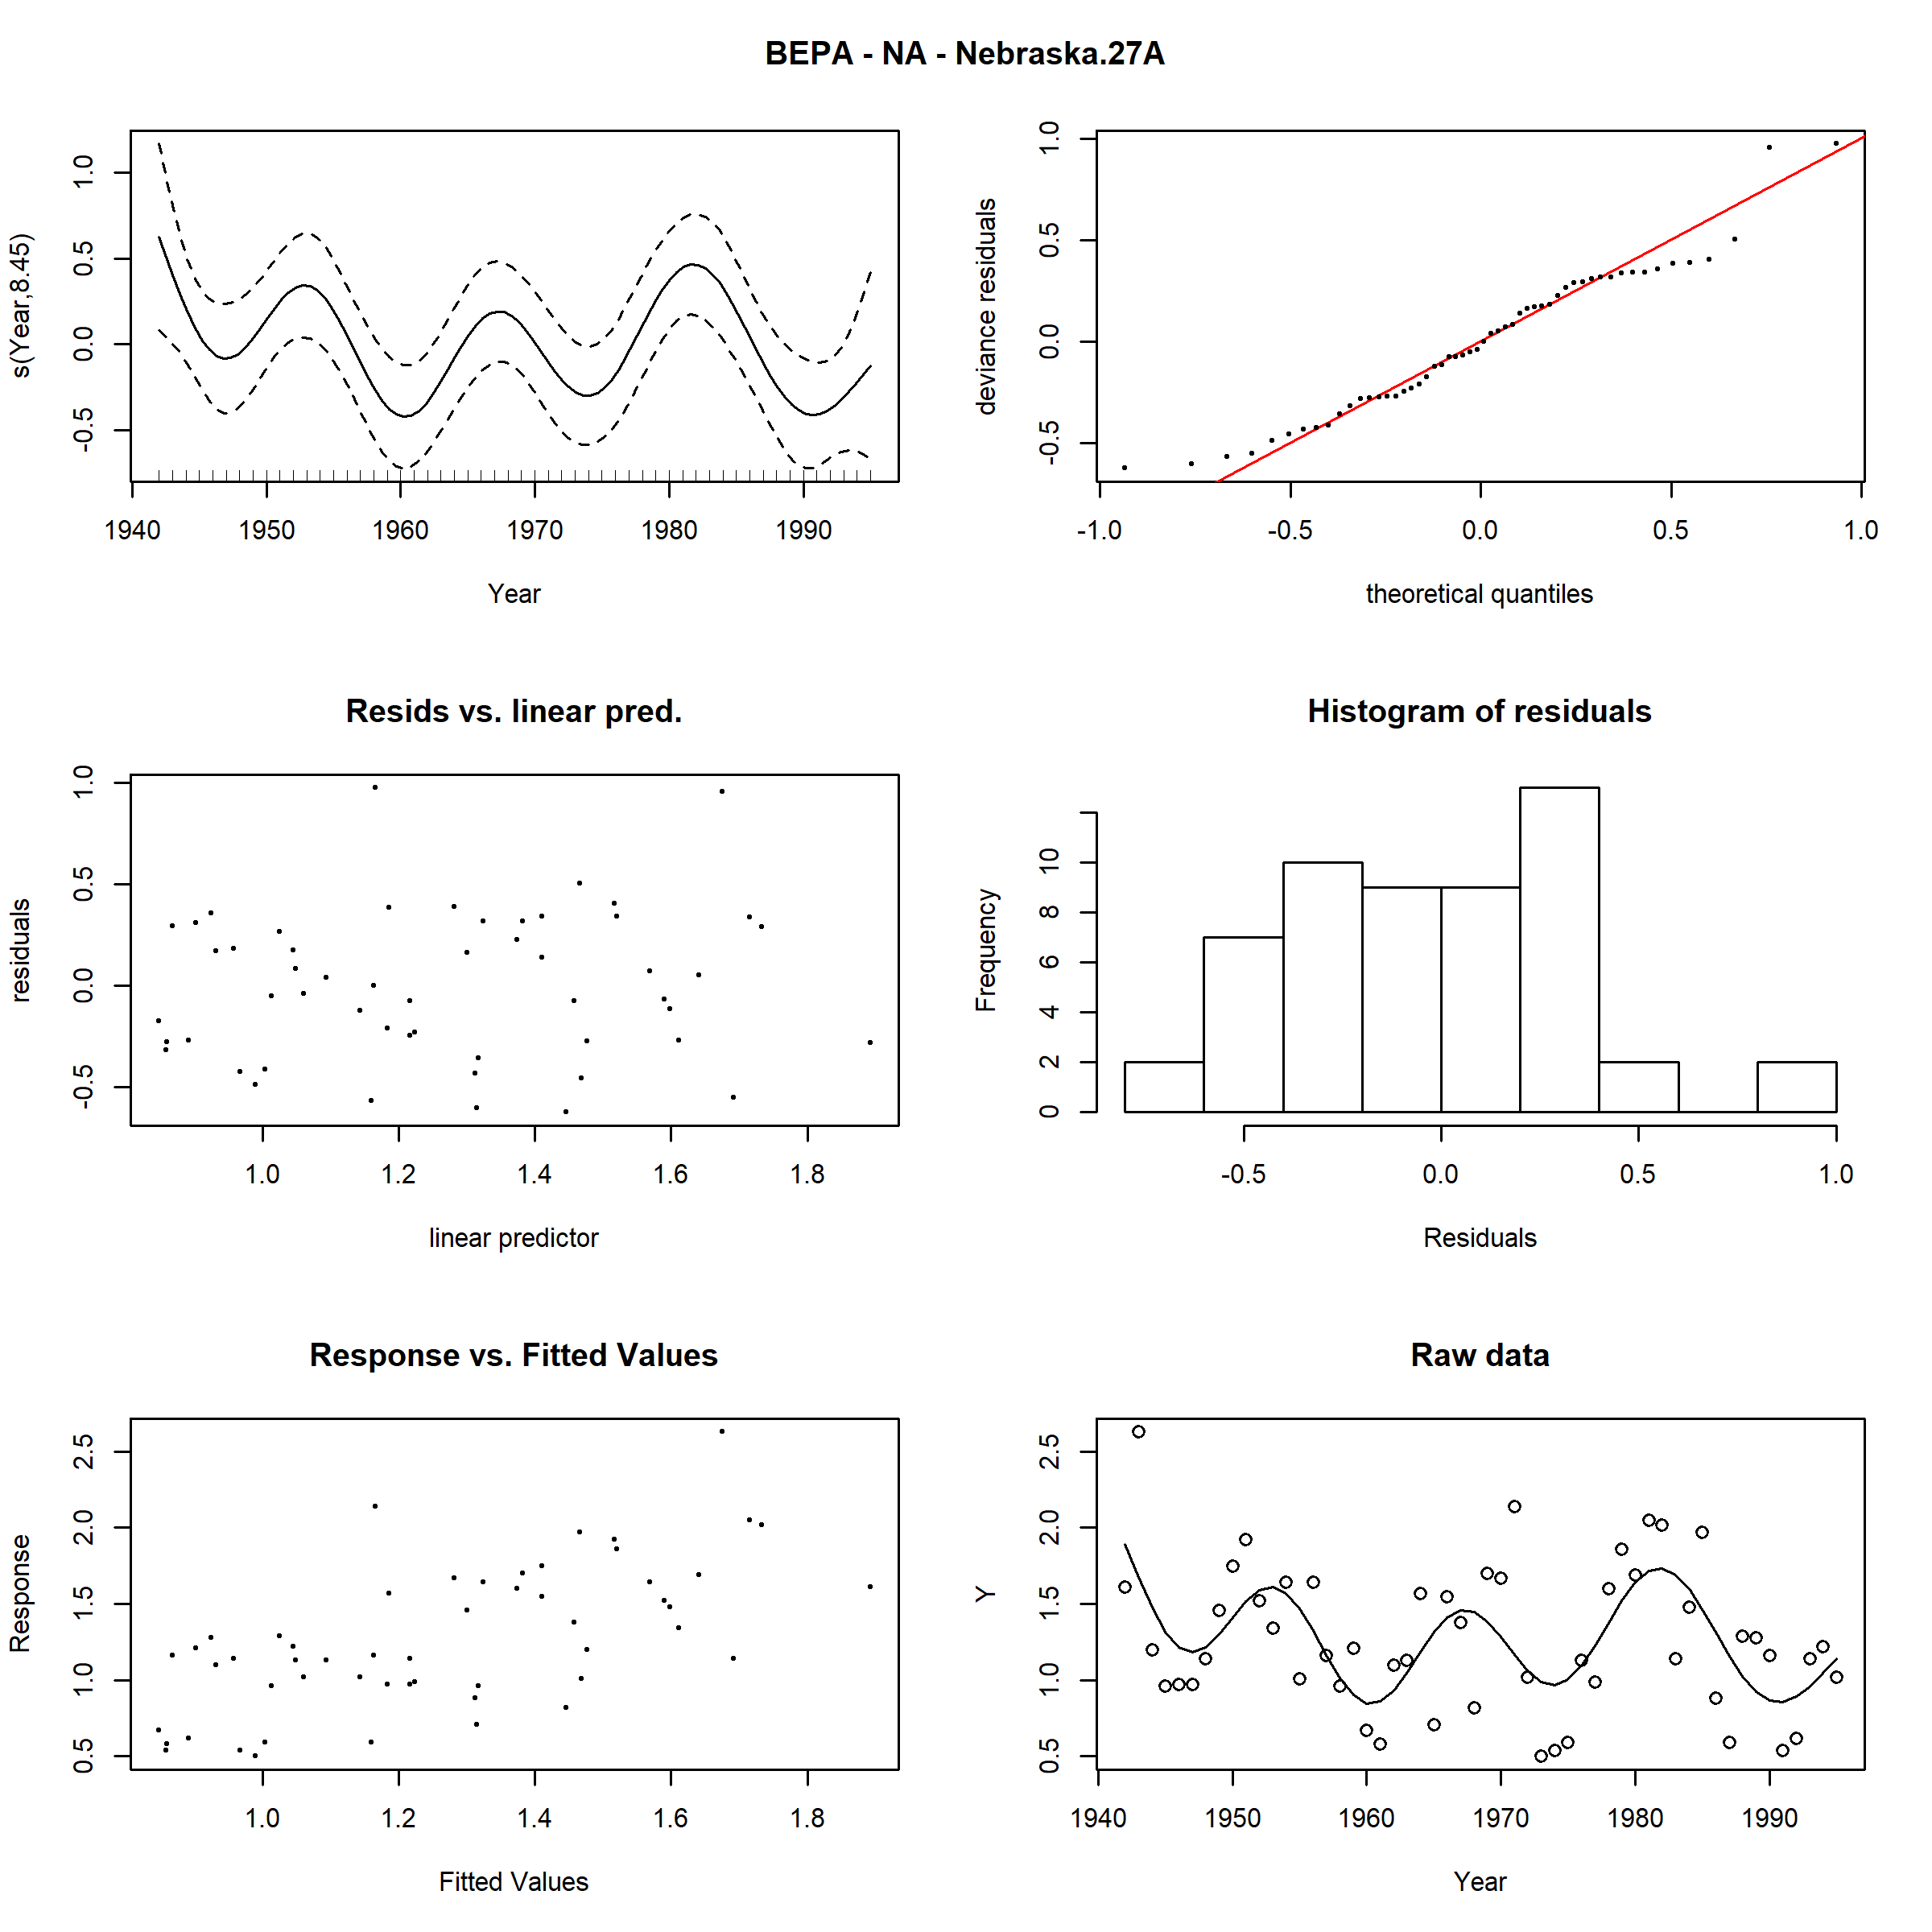 BEPA - NA - Nebraska.27A
s(Year,8.45)
-0.5 0.0 0.5 1.0
1940 1950 1960 1970 1980 1990
Year
deviance residuals
-0.5 0.0 0.5 1.0
-1.0 -0.5 0.0 0.5 1.0
theoretical quantiles
Resids vs. linear pred.
residuals
-0.5 0.0 0.5 1.0
1.0 1.2 1.4 1.6 1.8
linear predictor
Histogram of residuals
Frequency
0 2 4 6 8 10
-0.5 0.0 0.5 1.0
Residuals
Response vs. Fitted Values
Response
0.5 1.0 1.5 2.0 2.5
1.0 1.2 1.4 1.6 1.8
Fitted Values
Raw data
Y
0.5 1.0 1.5 2.0 2.5
1940 1950 1960 1970 1980 1990
Year